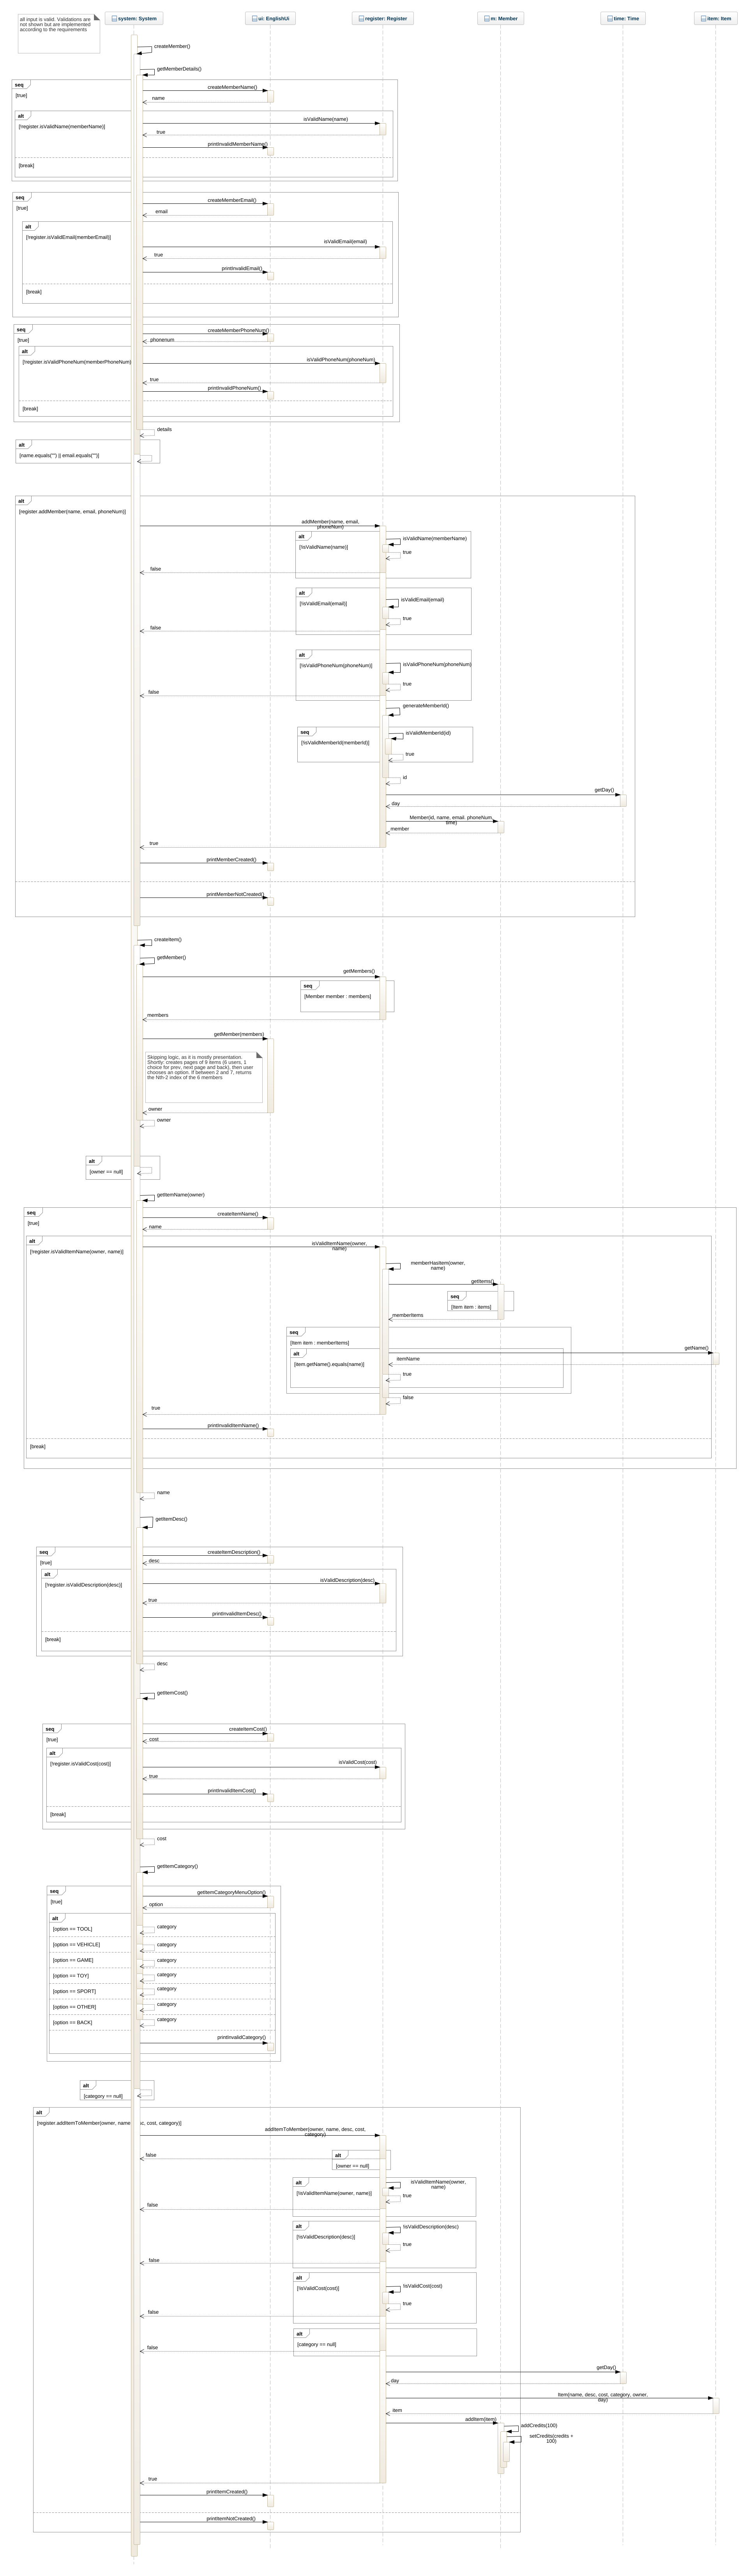 all input is valid. Validations are
not shown but are implemented
according to the requirements
system: System
ui: EnglishUi
register: Register
m: Member
time: Time
item: Item
createMember()
getMemberDetails()
seq
[true]
createMemberName()
name
alt
[!register.isValidName(memberName)]
isValidName(name)
true
printInvalidMemberName()
[break]
seq
[true]
createMemberEmail()
email
alt
[!register.isValidEmail(memberEmail)]
isValidEmail(email)
true
printInvalidEmail()
[break]
seq
[true]
createMemberPhoneNum()
phonenum
alt
[!register.isValidPhoneNum(memberPhoneNum)
isValidPhoneNum(phoneNum)
true
printInvalidPhoneNum()
[break]
details
alt
[name.equals("") || email.equals("")]
alt
[register.addMember(name, email, phoneNum)]
addMember(name, email,
phoneNum)
alt
[!isValidName(name)]
isValidName(memberName)
true
false
alt
[!isValidEmail(email)]
isValidEmail(email)
true
false
alt
[!isValidPhoneNum(phoneNum)]
isValidPhoneNum(phoneNum)
true
false
generateMemberId()
seq
[!isValidMemberId(memberId)]
isValidMemberId(id)
true
id
getDay()
day
Member(id, name, email, phoneNum,
time)
member
true
printMemberCreated()
printMemberNotCreated()
createItem()
getMember()
getMembers()
seq
[Member member : members]
members
getMember(members)
Skipping logic, as it is mostly presentation.
Shortly: creates pages of 9 items (6 users, 1
choice for prev, next page and back), then user
chooses an option. If between 2 and 7, returns
the Nth-2 index of the 6 members
owner
owner
alt
[owner == null]
getItemName(owner)
seq
[true]
createItemName()
name
alt
[!register.isValidItemName(owner, name)]
isValidItemName(owner,
name)
memberHasItem(owner,
name)
getItems()
seq
[Item item : items]
memberItems
seq
[Item item : memberItems]
getName()
alt
[item.getName().equals(name)]
itemName
true
false
true
printInvalidItemName()
[break]
name
getItemDesc()
seq
[true]
createItemDescription()
desc
alt
[!register.isValidDescription(desc)]
isValidDescription(desc)
true
printInvalidItemDesc()
[break]
desc
getItemCost()
seq
[true]
createItemCost()
cost
alt
[!register.isValidCost(cost)]
isValidCost(cost)
true
printInvalidItemCost()
[break]
cost
getItemCategory()
seq
[true]
getItemCategoryMenuOption()
option
alt
[option == TOOL]
category
[option == VEHICLE]
category
[option == GAME]
category
[option == TOY]
category
[option == SPORT]
category
[option == OTHER]
category
[option == BACK]
category
printInvalidCategory()
alt
[category == null]
alt
[register.addItemToMember(owner, name
sc, cost, category)]
addItemToMember(owner, name, desc, cost,
category)
alt
[owner == null]
false
alt
[!isValidItemName(owner, name)]
isValidItemName(owner,
name)
true
false
alt
[!isValidDescription(desc)]
!isValidDescription(desc)
true
false
alt
[!isValidCost(cost)]
!isValidCost(cost)
true
false
alt
[category == null]
false
getDay()
day
Item(name, desc, cost, category, owner,
day)
item
addItem(item)
addCredits(100)
setCredits(credits +
100)
true
printItemCreated()
printItemNotCreated()